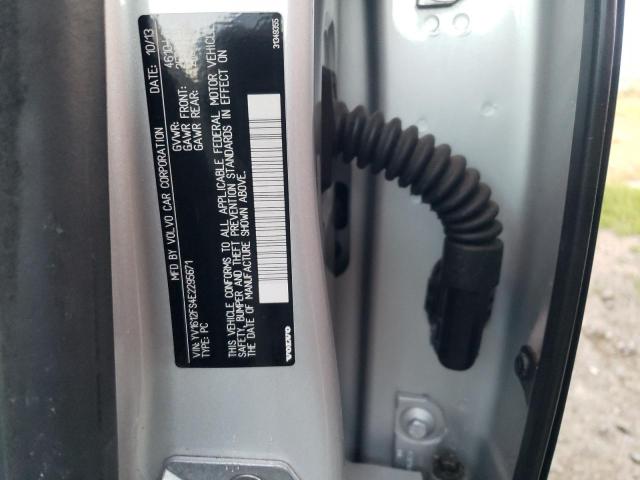 MFD BY VOLVO CAR CORPORATION DATE: 10/13
GVWR: 4610
GAWR FRONT:
GAWR REAR:
VIN: YV1612FS4E2295671
TYPE: PC
THIS VEHICLE CONFORMS TO ALL APPLICABLE FEDERAL MOTOR VEHICLE
SAFETY, BUMPER AND THEFT PREVENTION STANDARDS IN EFFECT ON
THE DATE OF MANUFACTURE SHOWN ABOVE.
VOLVO
31349355